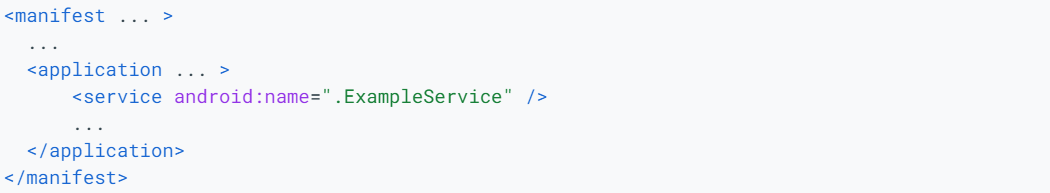 <manifest ... >
  ...
  <application ... >
      <service android:name=".ExampleService" />
      ...
  </application>
</manifest>